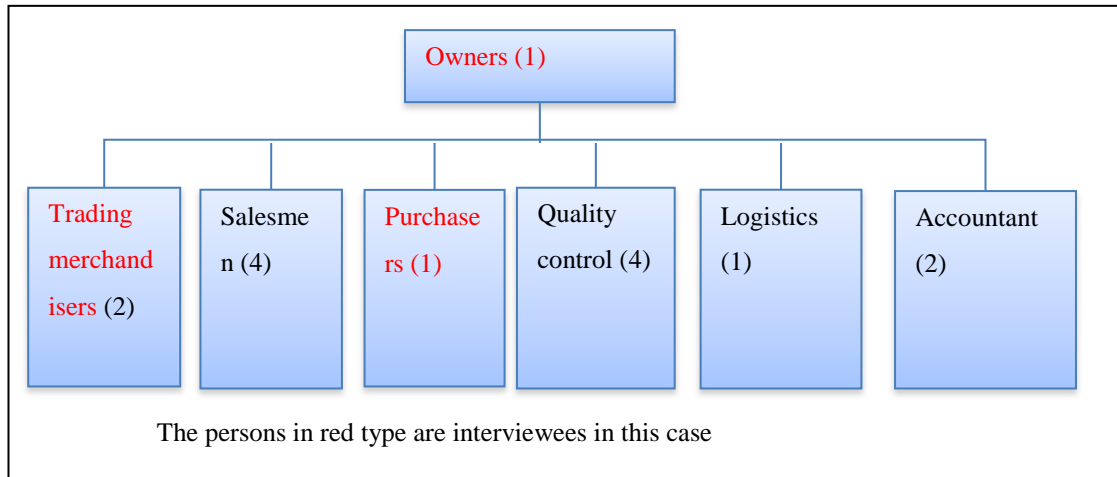 Owners (1)
Trading
merchand
isers (2)
Salesme
n (4)
Purchase
rs (1)
Quality
control (4)
Logistics
(1)
Accountant
(2)
The persons in red type are interviewees in this case